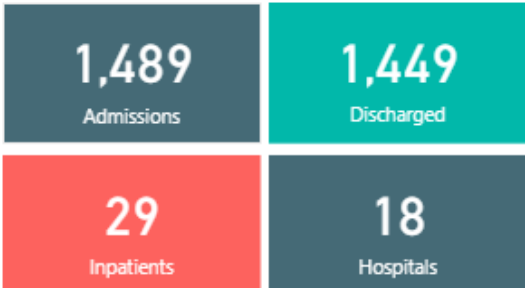 1,489
Admissions
1,449
Discharged
29
Inpatients
18
Hospitals